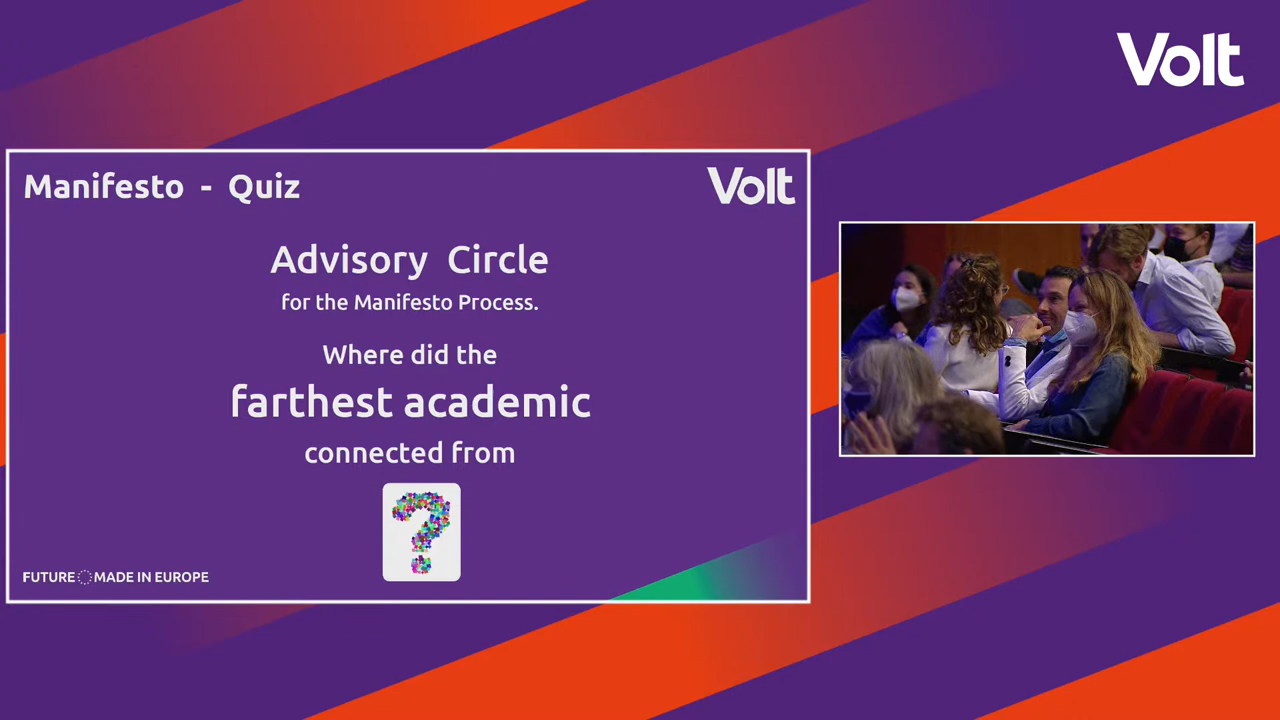 Volt
Manifesto - Quiz
Volt
Advisory Circle
for the Manifesto Process.
Where did the
farthest academic
connected from
?
FUTURE MADE IN EUROPE